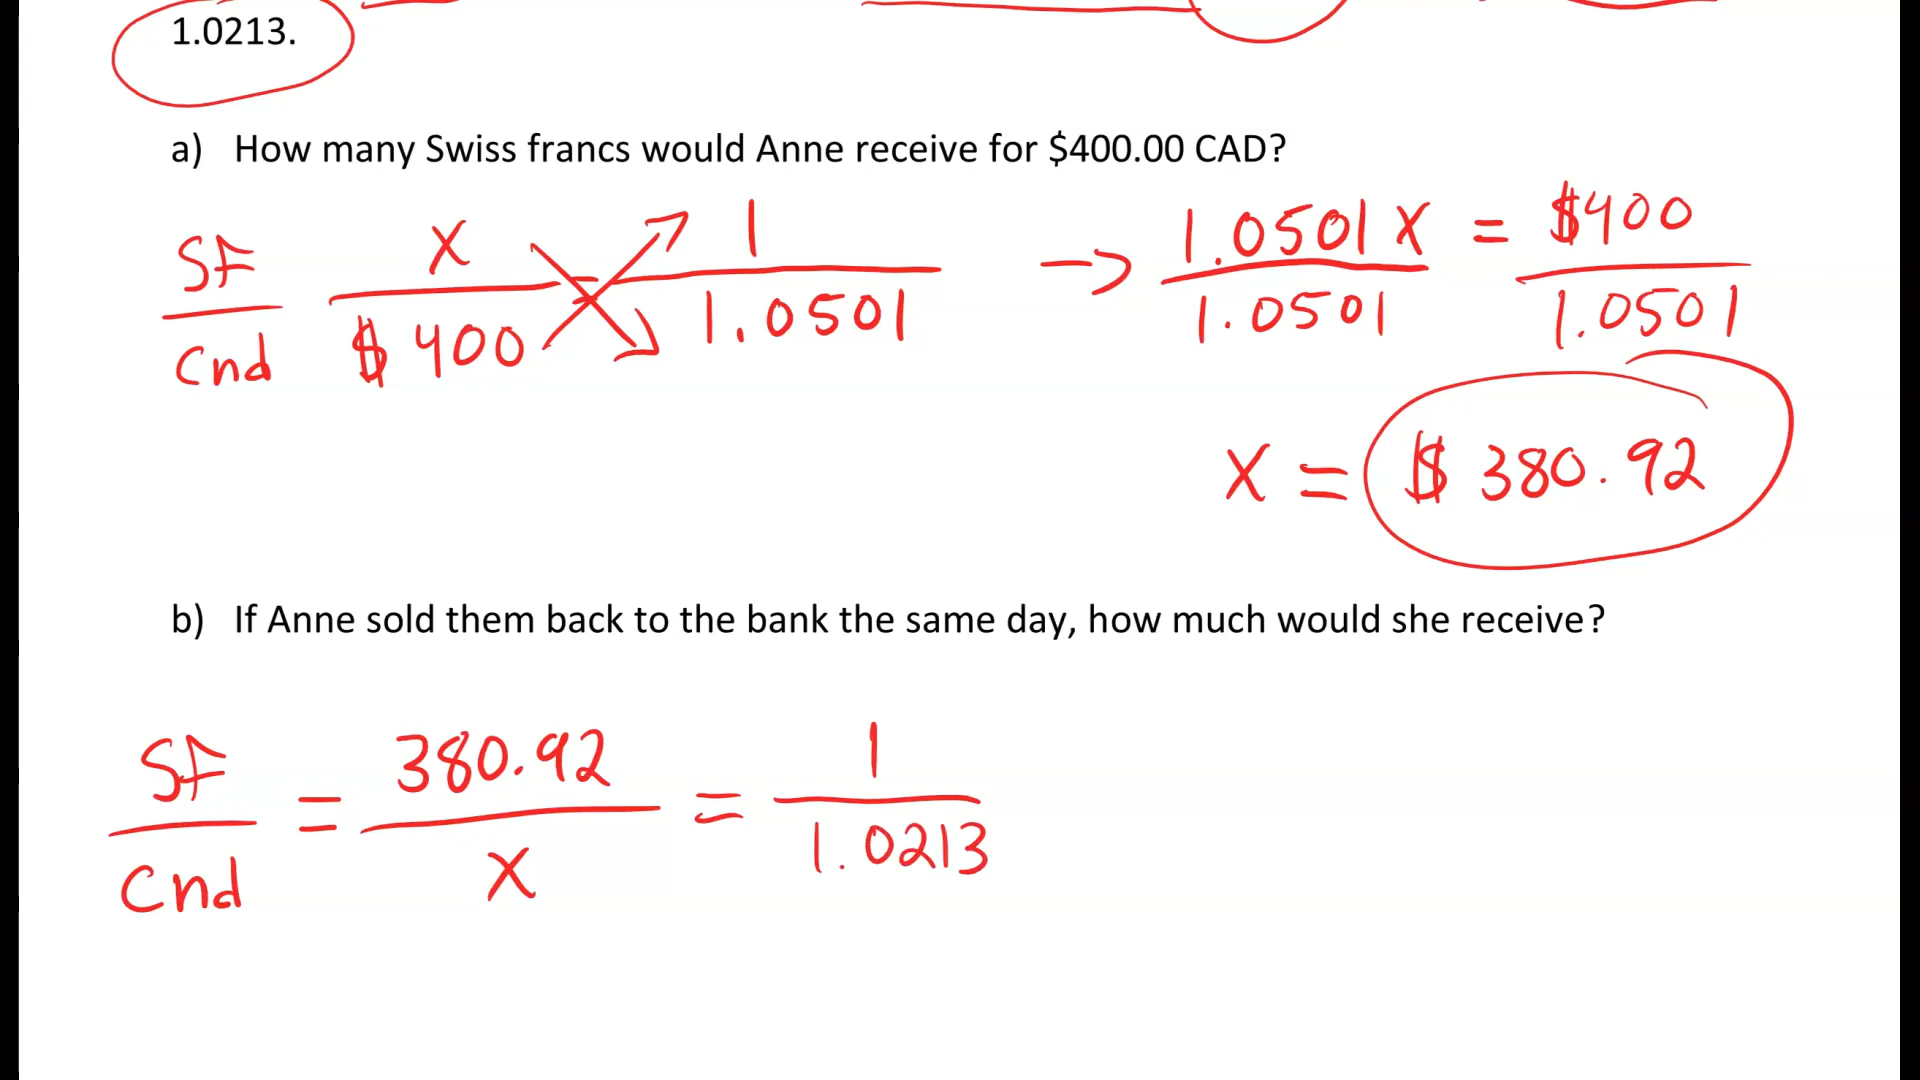 1.0213.
a) How many Swiss francs would Anne receive for $400.00 CAD?
SF X 1 → 1.0501X = $400
Cnd $400 1.0501 1.0501 1.0501
X = $380.92
b) If Anne sold them back to the bank the same day, how much would she receive?
SF = 380.92 = 1
Cnd X 1.0213